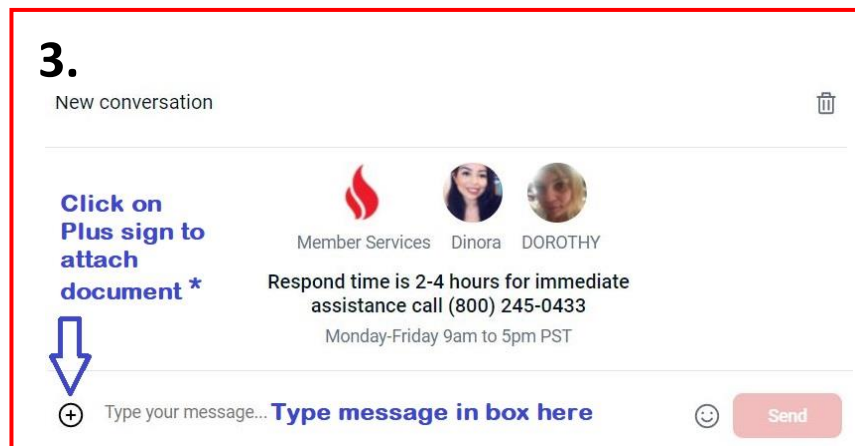 3.
New conversation
Click on
Plus sign to
attach
document *
Member Services Dinora DOROTHY
Respond time is 2-4 hours for immediate
assistance call (800) 245-0433
Monday-Friday 9am to 5pm PST
Type your message... Type message in box here Send